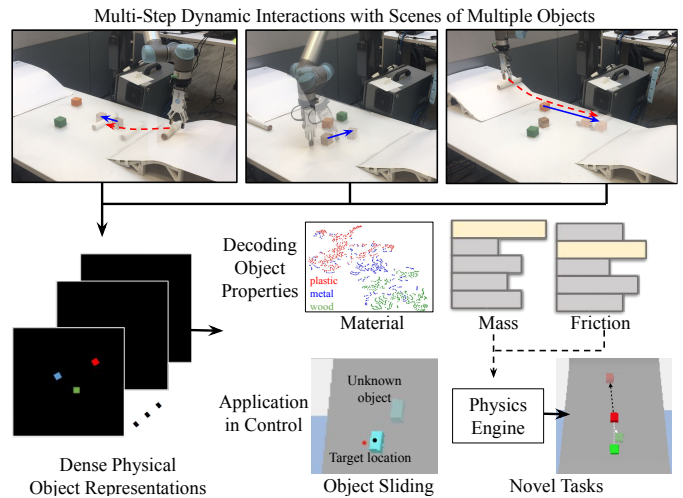 Multi-Step Dynamic Interactions with Scenes of Multiple Objects
Decoding
Object
Properties
plastic
metal
wood
Material
Mass
Friction
Application
in Control
Unknown
object
Target location
Physics
Engine
Dense Physical
Object Representations
Object Sliding
Novel Tasks